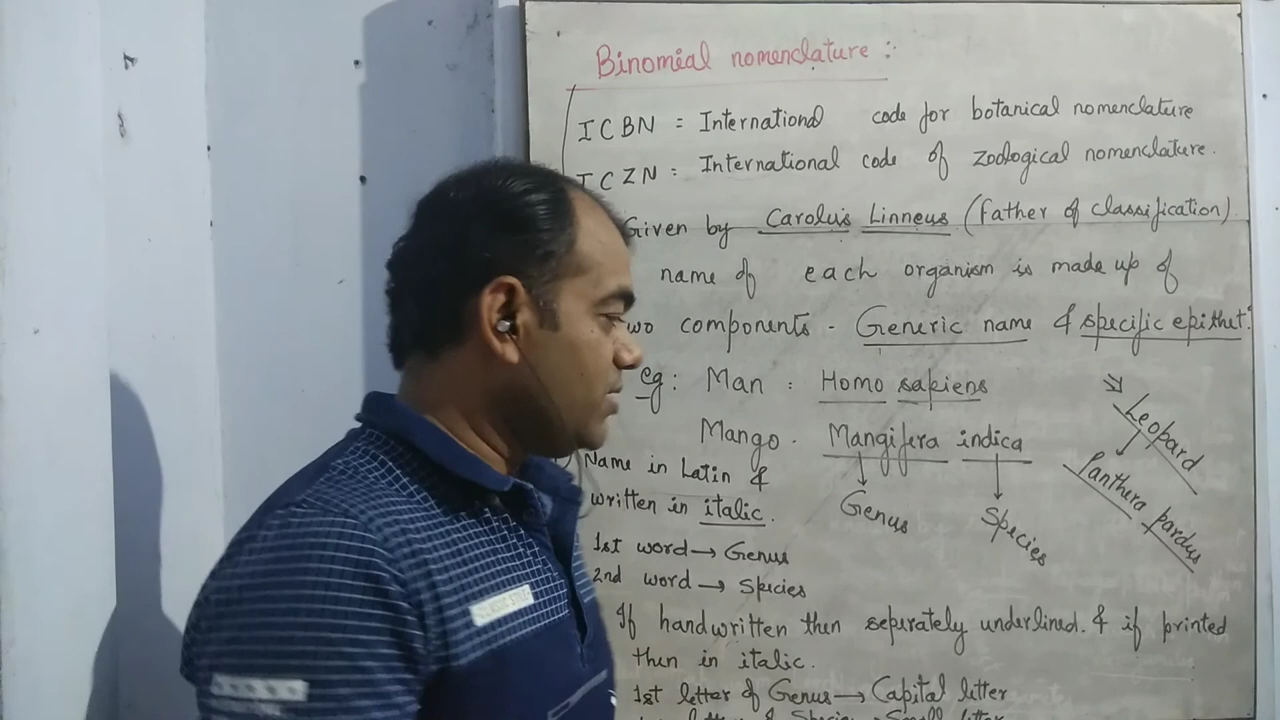 Binomial nomenclature :-
ICBN = International code for botanical nomenclature
ICZN = International code of Zoological nomenclature.
Given by Carolus Linneus (Father of classification).
name of each organism is made up of
wo components - Generic name & specific epithet.
eg: Man : Homo sapiens
Mango - Mangifera indica
Genus Species
Leopard
Panthera pardus
Name in Latin &
written in italic.
1st word → Genus
2nd word → Species
If handwritten then seperately underlined. & if printed
then in italic.
1st letter of Genus → Capital letter